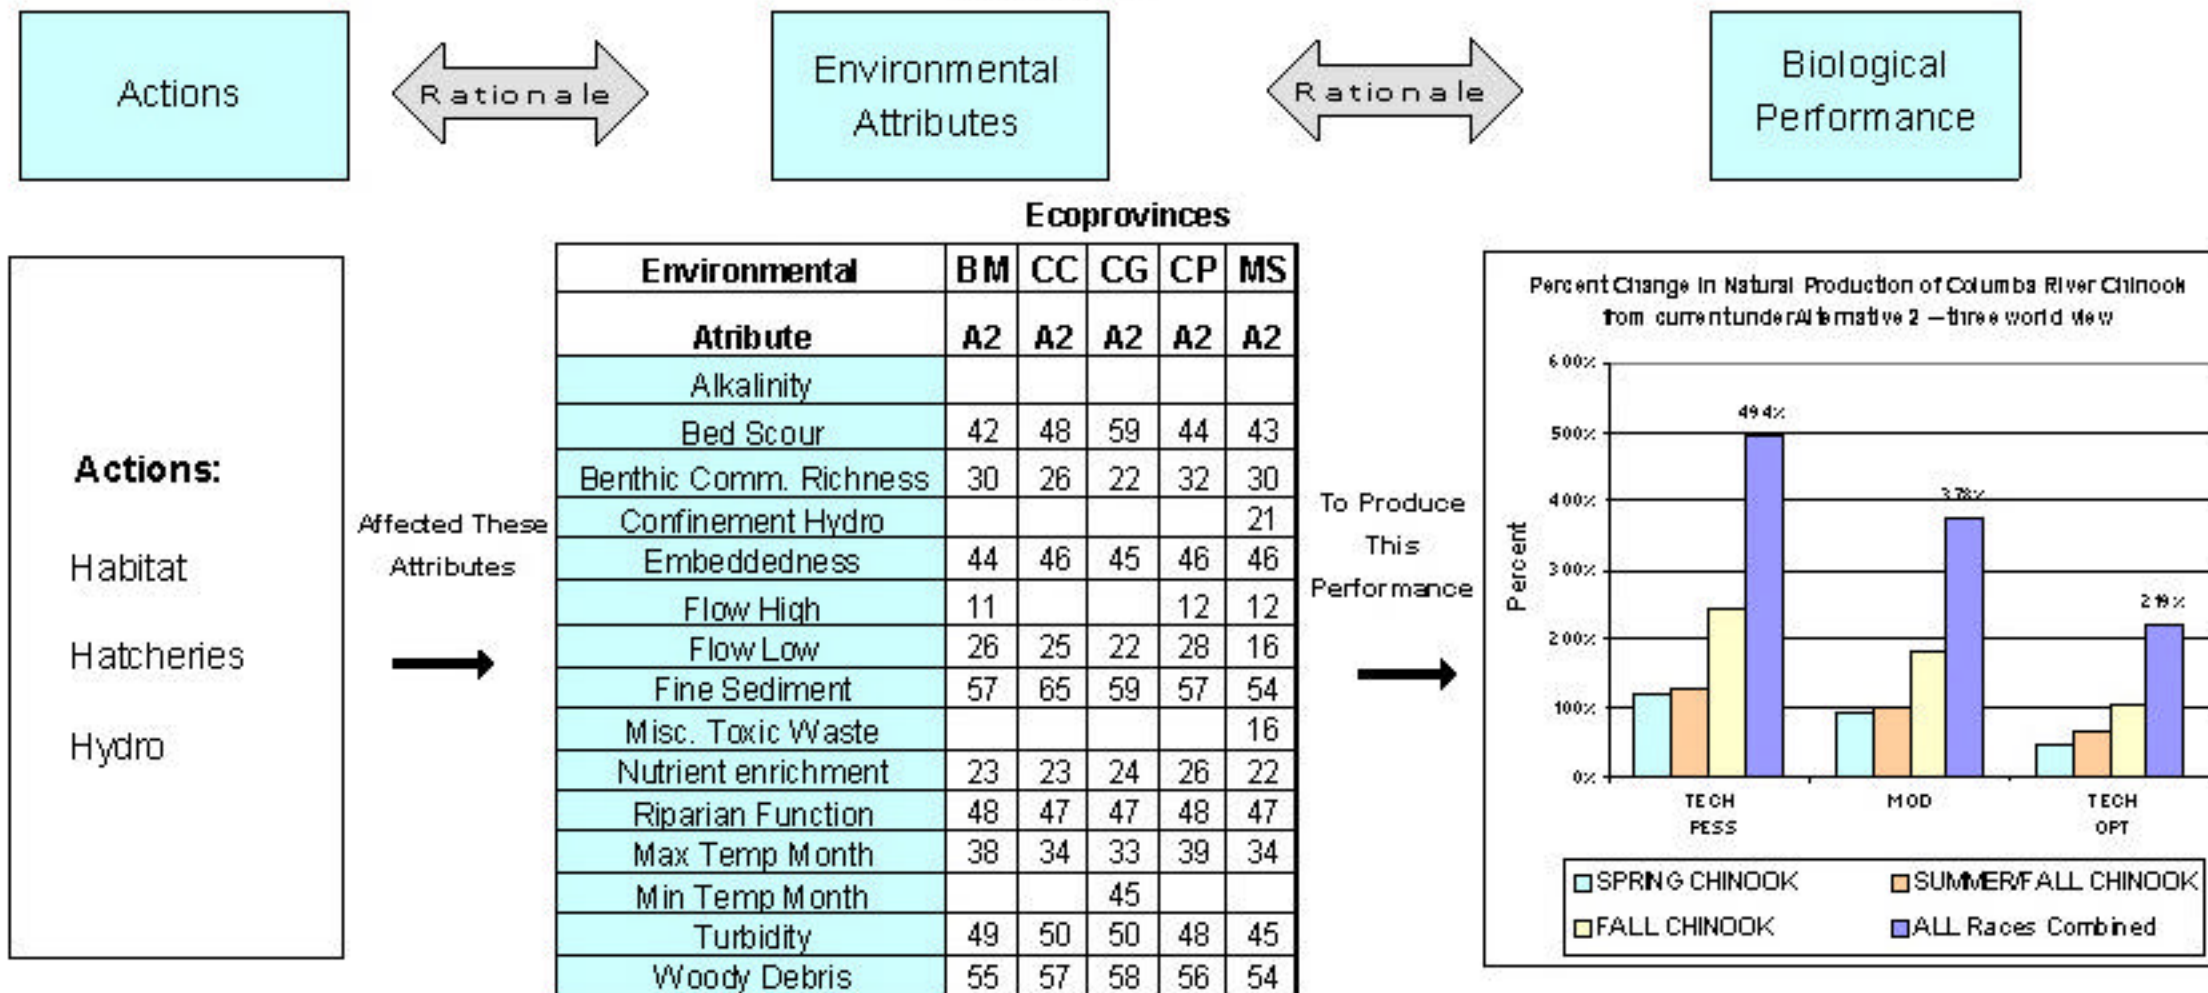 Actions
Rationale
Environmental
Attributes
Rationale
Biological
Performance
Ecoprovinces
Actions:
Habitat
Hatcheries
Hydro
Affected These
Attributes
Environmental BM CC CG CP MS
Atribute A2 A2 A2 A2 A2
Alkalinity
Bed Scour 42 48 59 44 43
Benthic Comm. Richness 30 26 22 32 30
Confinement Hydro 21
Embeddedness 44 46 45 46 46
Flow High 11 12 12
Flow Low 26 25 22 28 16
Fine Sediment 57 65 59 57 54
Misc. Toxic Waste 16
Nutrient enrichment 23 23 24 26 22
Riparian Function 48 47 47 48 47
Max Temp Month 38 34 33 39 34
Min Temp Month 45
Turbidity 49 50 50 48 45
Woody Debris 55 57 58 56 54
To Produce
This
Performance
Percent Change in Natural Production of Columba River Chinook
from current under Alternative 2 – three world view
Percent
600%
500%
400%
300%
200%
100%
0%
494%
378%
219%
TECH
PESS
MOD
TECH
OPT
SPRING CHINOOK
SUMMER/FALL CHINOOK
FALL CHINOOK
ALL Races Combined